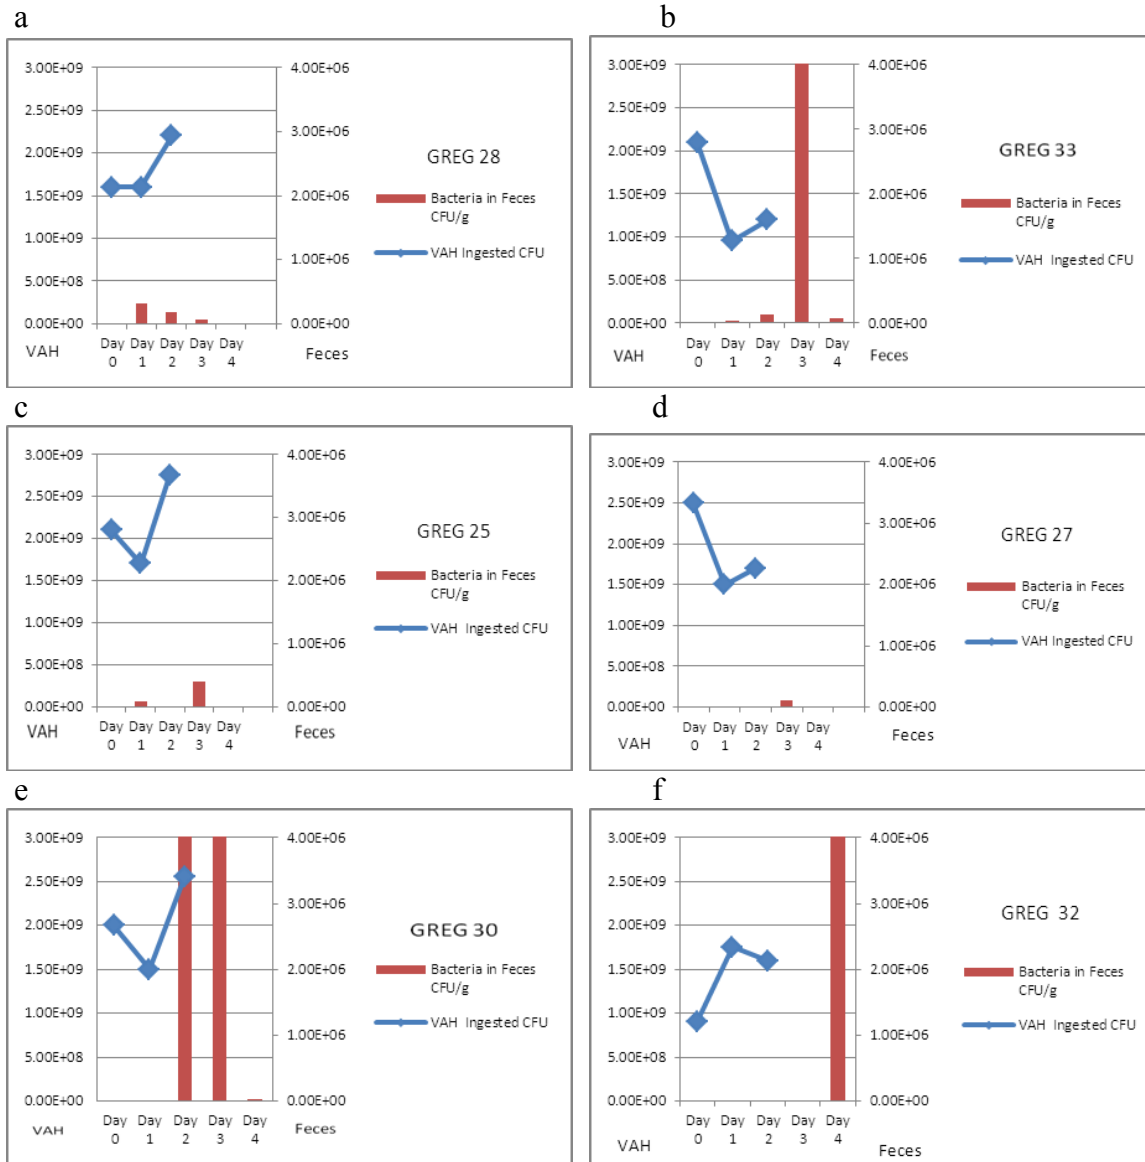 a
3.00E+09
2.50E+09
2.00E+09
1.50E+09
1.00E+09
5.00E+08
0.00E+00
4.00E+06
3.00E+06
2.00E+06
1.00E+06
0.00E+00
VAH
Day 0
Day 1
Day 2
Day 3
Day 4
Feces
GREG 28
Bacteria in Feces
CFU/g
VAH Ingested CFU
b
3.00E+09
2.50E+09
2.00E+09
1.50E+09
1.00E+09
5.00E+08
0.00E+00
4.00E+06
3.00E+06
2.00E+06
1.00E+06
0.00E+00
VAH
Day 0
Day 1
Day 2
Day 3
Day 4
Feces
GREG 33
Bacteria in Feces
CFU/g
VAH Ingested CFU
c
3.00E+09
2.50E+09
2.00E+09
1.50E+09
1.00E+09
5.00E+08
0.00E+00
4.00E+06
3.00E+06
2.00E+06
1.00E+06
0.00E+00
VAH
Day 0
Day 1
Day 2
Day 3
Day 4
Feces
GREG 25
Bacteria in Feces
CFU/g
VAH Ingested CFU
d
3.00E+09
2.50E+09
2.00E+09
1.50E+09
1.00E+09
5.00E+08
0.00E+00
4.00E+06
3.00E+06
2.00E+06
1.00E+06
0.00E+00
VAH
Day 0
Day 1
Day 2
Day 3
Day 4
Feces
GREG 27
Bacteria in Feces
CFU/g
VAH Ingested CFU
e
3.00E+09
2.50E+09
2.00E+09
1.50E+09
1.00E+09
5.00E+08
0.00E+00
4.00E+06
3.00E+06
2.00E+06
1.00E+06
0.00E+00
VAH
Day 0
Day 1
Day 2
Day 3
Day 4
Feces
GREG 30
Bacteria in Feces
CFU/g
VAH Ingested CFU
f
3.00E+09
2.50E+09
2.00E+09
1.50E+09
1.00E+09
5.00E+08
0.00E+00
4.00E+06
3.00E+06
2.00E+06
1.00E+06
0.00E+00
VAH
Day 0
Day 1
Day 2
Day 3
Day 4
Feces
GREG 32
Bacteria in Feces
CFU/g
VAH Ingested CFU